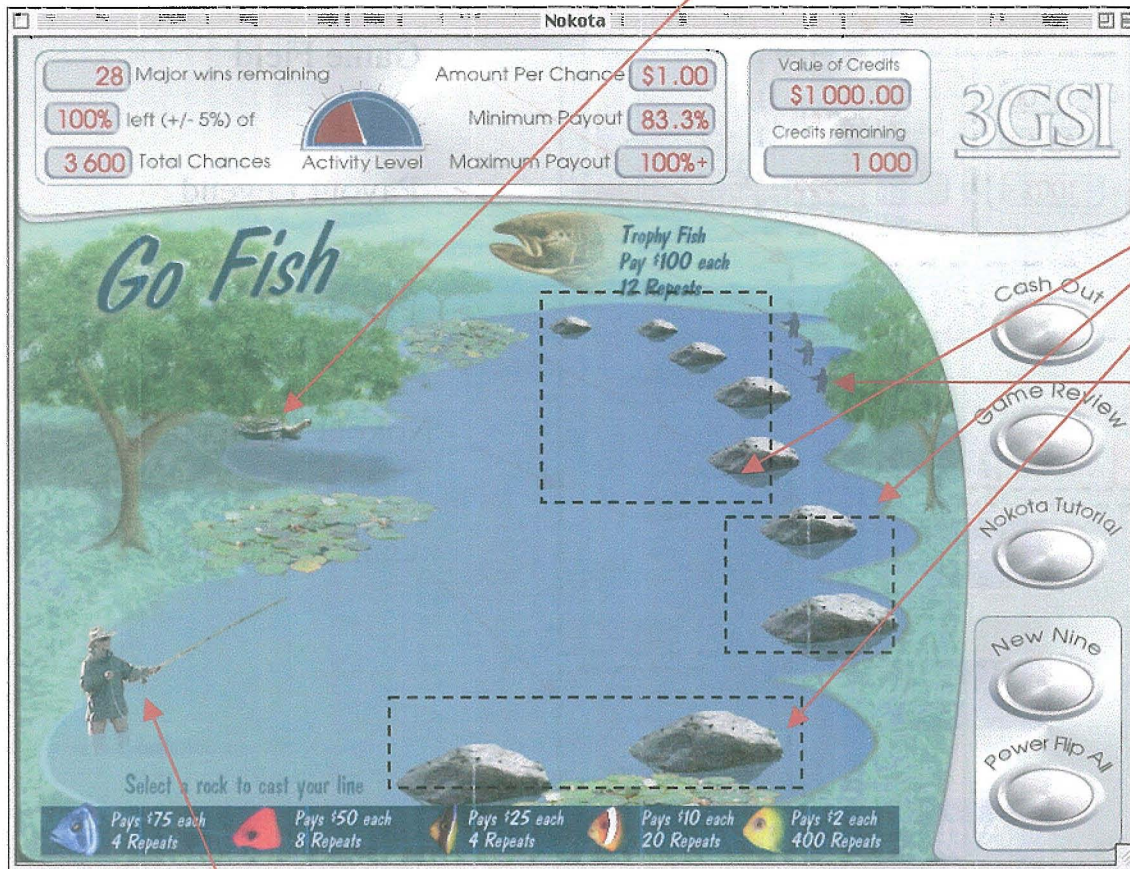 Nokota
28 Major wins remaining
100% left (+/- 5%) of
3 600 Total Chances
Activity Level
Amount Per Chance $1.00
Minimum Payout 83.3%
Maximum Payout 100%+
Value of Credits
$1 000.00
Credits remaining
1 000
3GSI
Go Fish
Trophy Fish
Pay $100 each
12 Repeats
Cash Out
Game Review
Nokota Tutorial
New Nine
Power Flip All
Select a rock to cast your line
Pays $75 each
4 Repeats
Pays $50 each
8 Repeats
Pays $25 each
4 Repeats
Pays $10 each
20 Repeats
Pays $2 each
400 Repeats